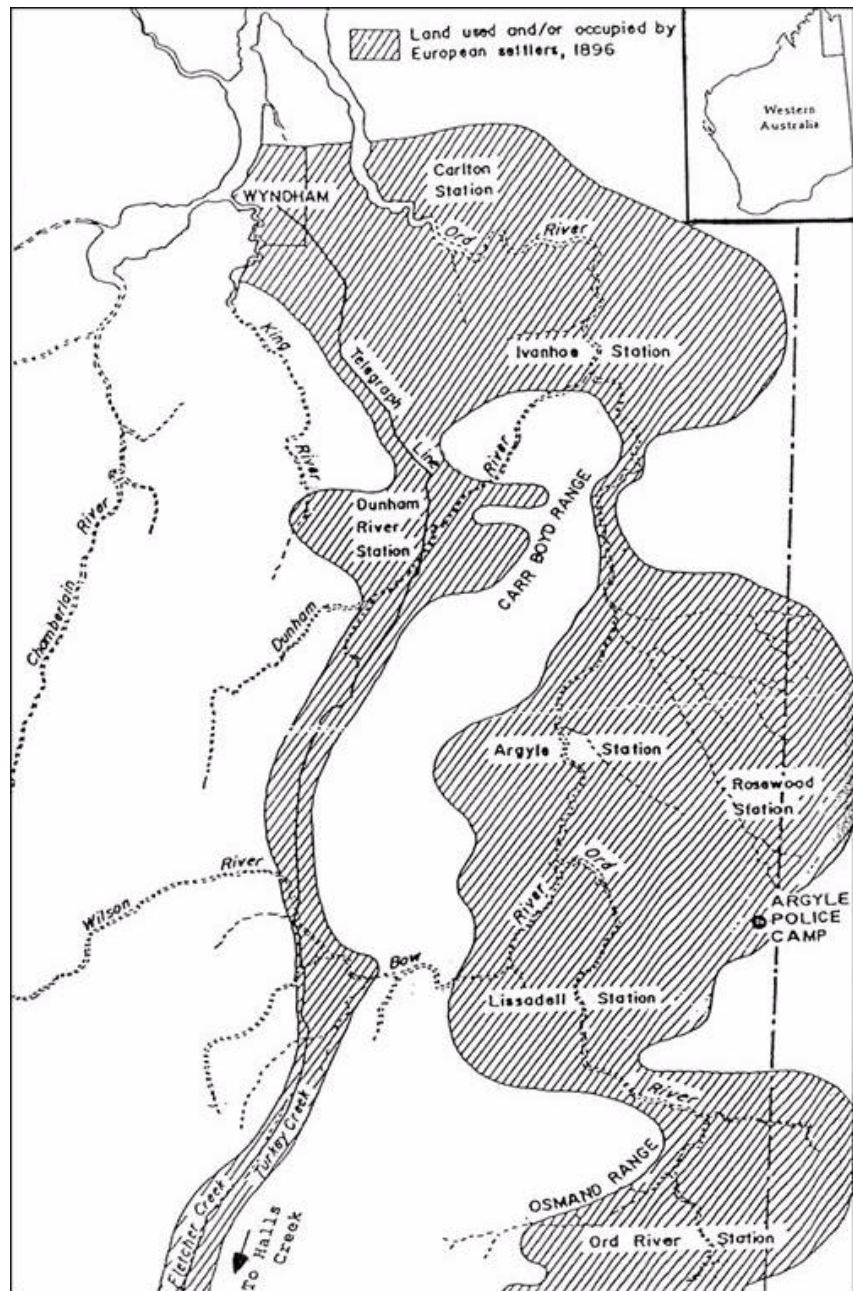 Land used and/or occupied by
European settlers, 1896
Western
Australia
WYNDHAM
Carlton
Station
Ord River
King River
Telegraph Line
Ivanhoe Station
River
Dunham
River
Station
CARR BOYD RANGE
Chamberlain River
Dunham
Argyle Station
Rosewood
Station
Ord
River
Wilson River
ARGYLE
POLICE
CAMP
Bow
Lissadell Station
River
Turkey Creek
Fletcher Creek
OSMAND RANGE
To Halls
Creek
Ord River Station